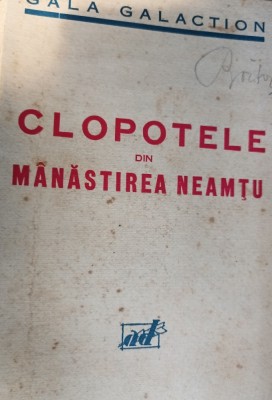 GALA GALACTION
CLOPOTELE
DIN
MÂNĂSTIREA NEAMȚU